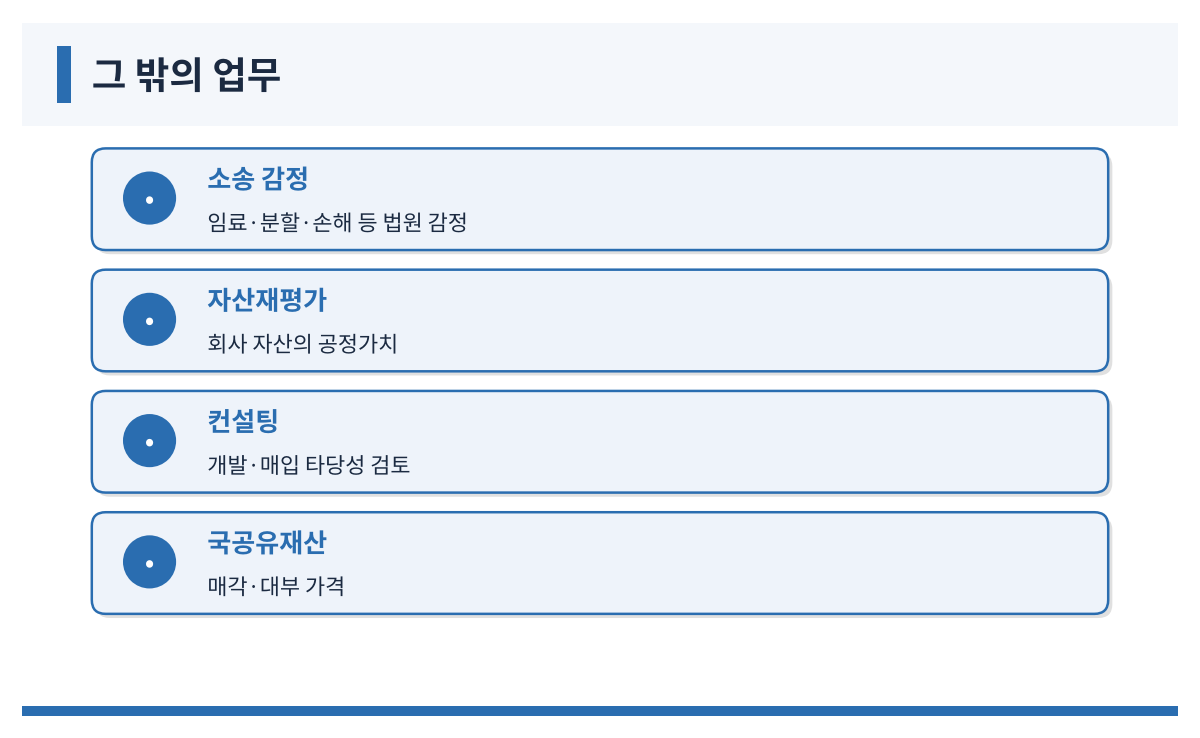 그 밖의 업무
소송 감정
임료·분할·손해 등 법원 감정
자산재평가
회사 자산의 공정가치
컨설팅
개발·매입 타당성 검토
국공유재산
매각·대부 가격